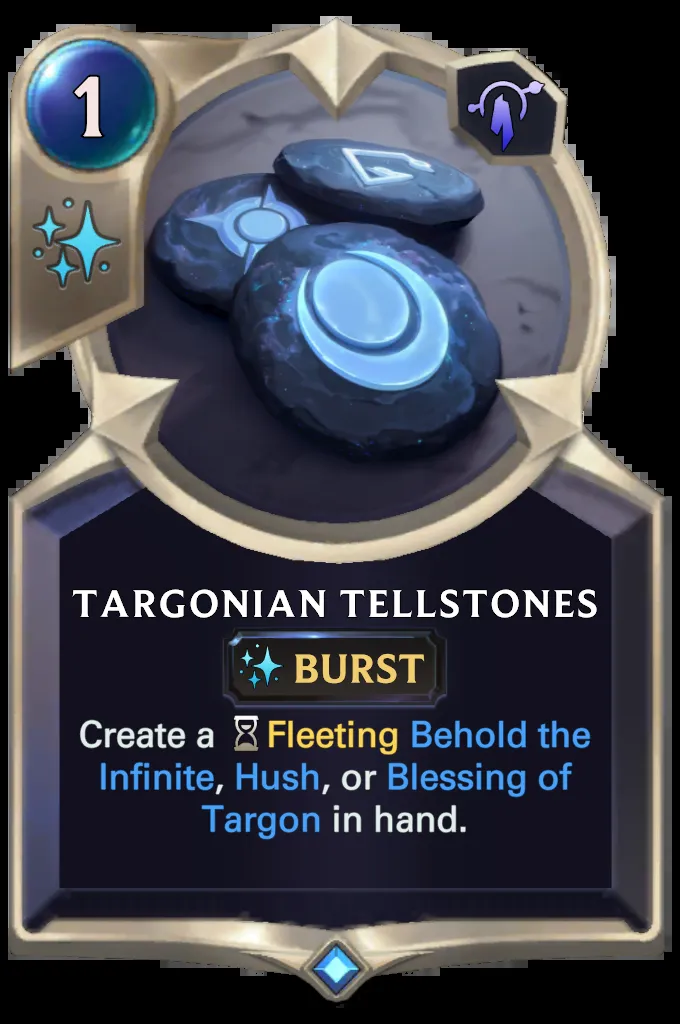 1
TARGONIAN TELLSTONES
BURST
Create a Fleeting Behold the
Infinite, Hush, or Blessing of
Targon in hand.